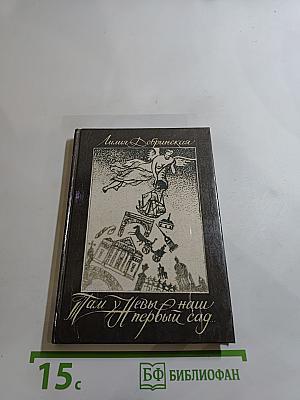 Лилия Добринская
Там у Невы наш
первый сад...
15с
БФ БИБЛИОФАН